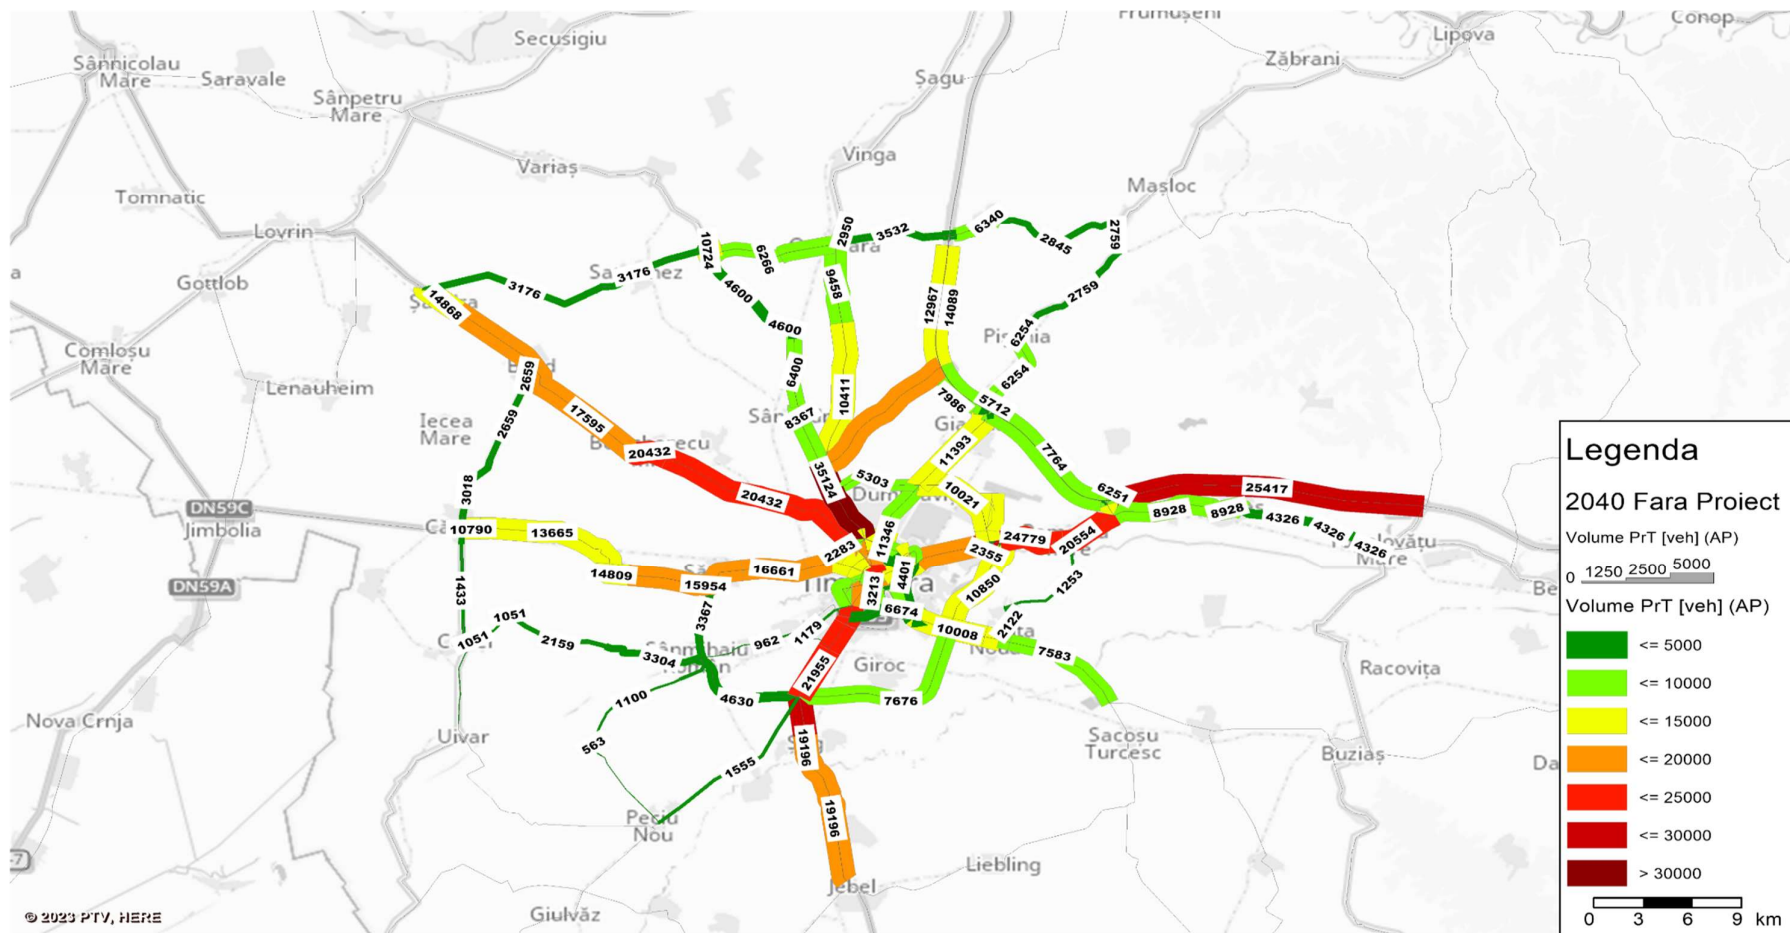 Frumușeni
Conop
Secusigiu
Lipova
Sânnicolau
Mare
Saravale
Zăbrani
Șagu
Sânpetru
Mare
Vinga
Variaș
Mașloc
Tomnatic
Lovrin
2950
3532
6340
2845
2759
10724
6266
3176
3176
4600
9458
12967
14089
2759
Gottlob
14868
4600
6254
Comloșu
Mare
2659
6400
6254
Lenauheim
17595
10411
7986
5712
Iecea
Mare
2659
8367
11393
7764
20432
35124
5303
3018
20432
10021
6251
25417
DN59C
Jimbolia
10790
13665
2283
11346
24779
20554
8928
8928
4326
4326
4326
2355
14809
16661
15954
3213
4401
10850
1253
DN59A
1433
3367
6674
10008
2122
1051
1051
2159
3304
962
1179
7583
Giroc
Racovița
21955
1100
4630
7676
Nova Crnja
Uivar
563
19196
Sacoșu
Turcesc
Buziaș
1555
Peciu
Nou
19196
Liebling
Jebel
Giulvăz
© 2023 PTV, HERE
Legenda
2040 Fara Proiect
Volume PrT [veh] (AP)
0 1250 2500 5000
Volume PrT [veh] (AP)
<= 5000
<= 10000
<= 15000
<= 20000
<= 25000
<= 30000
> 30000
0 3 6 9 km